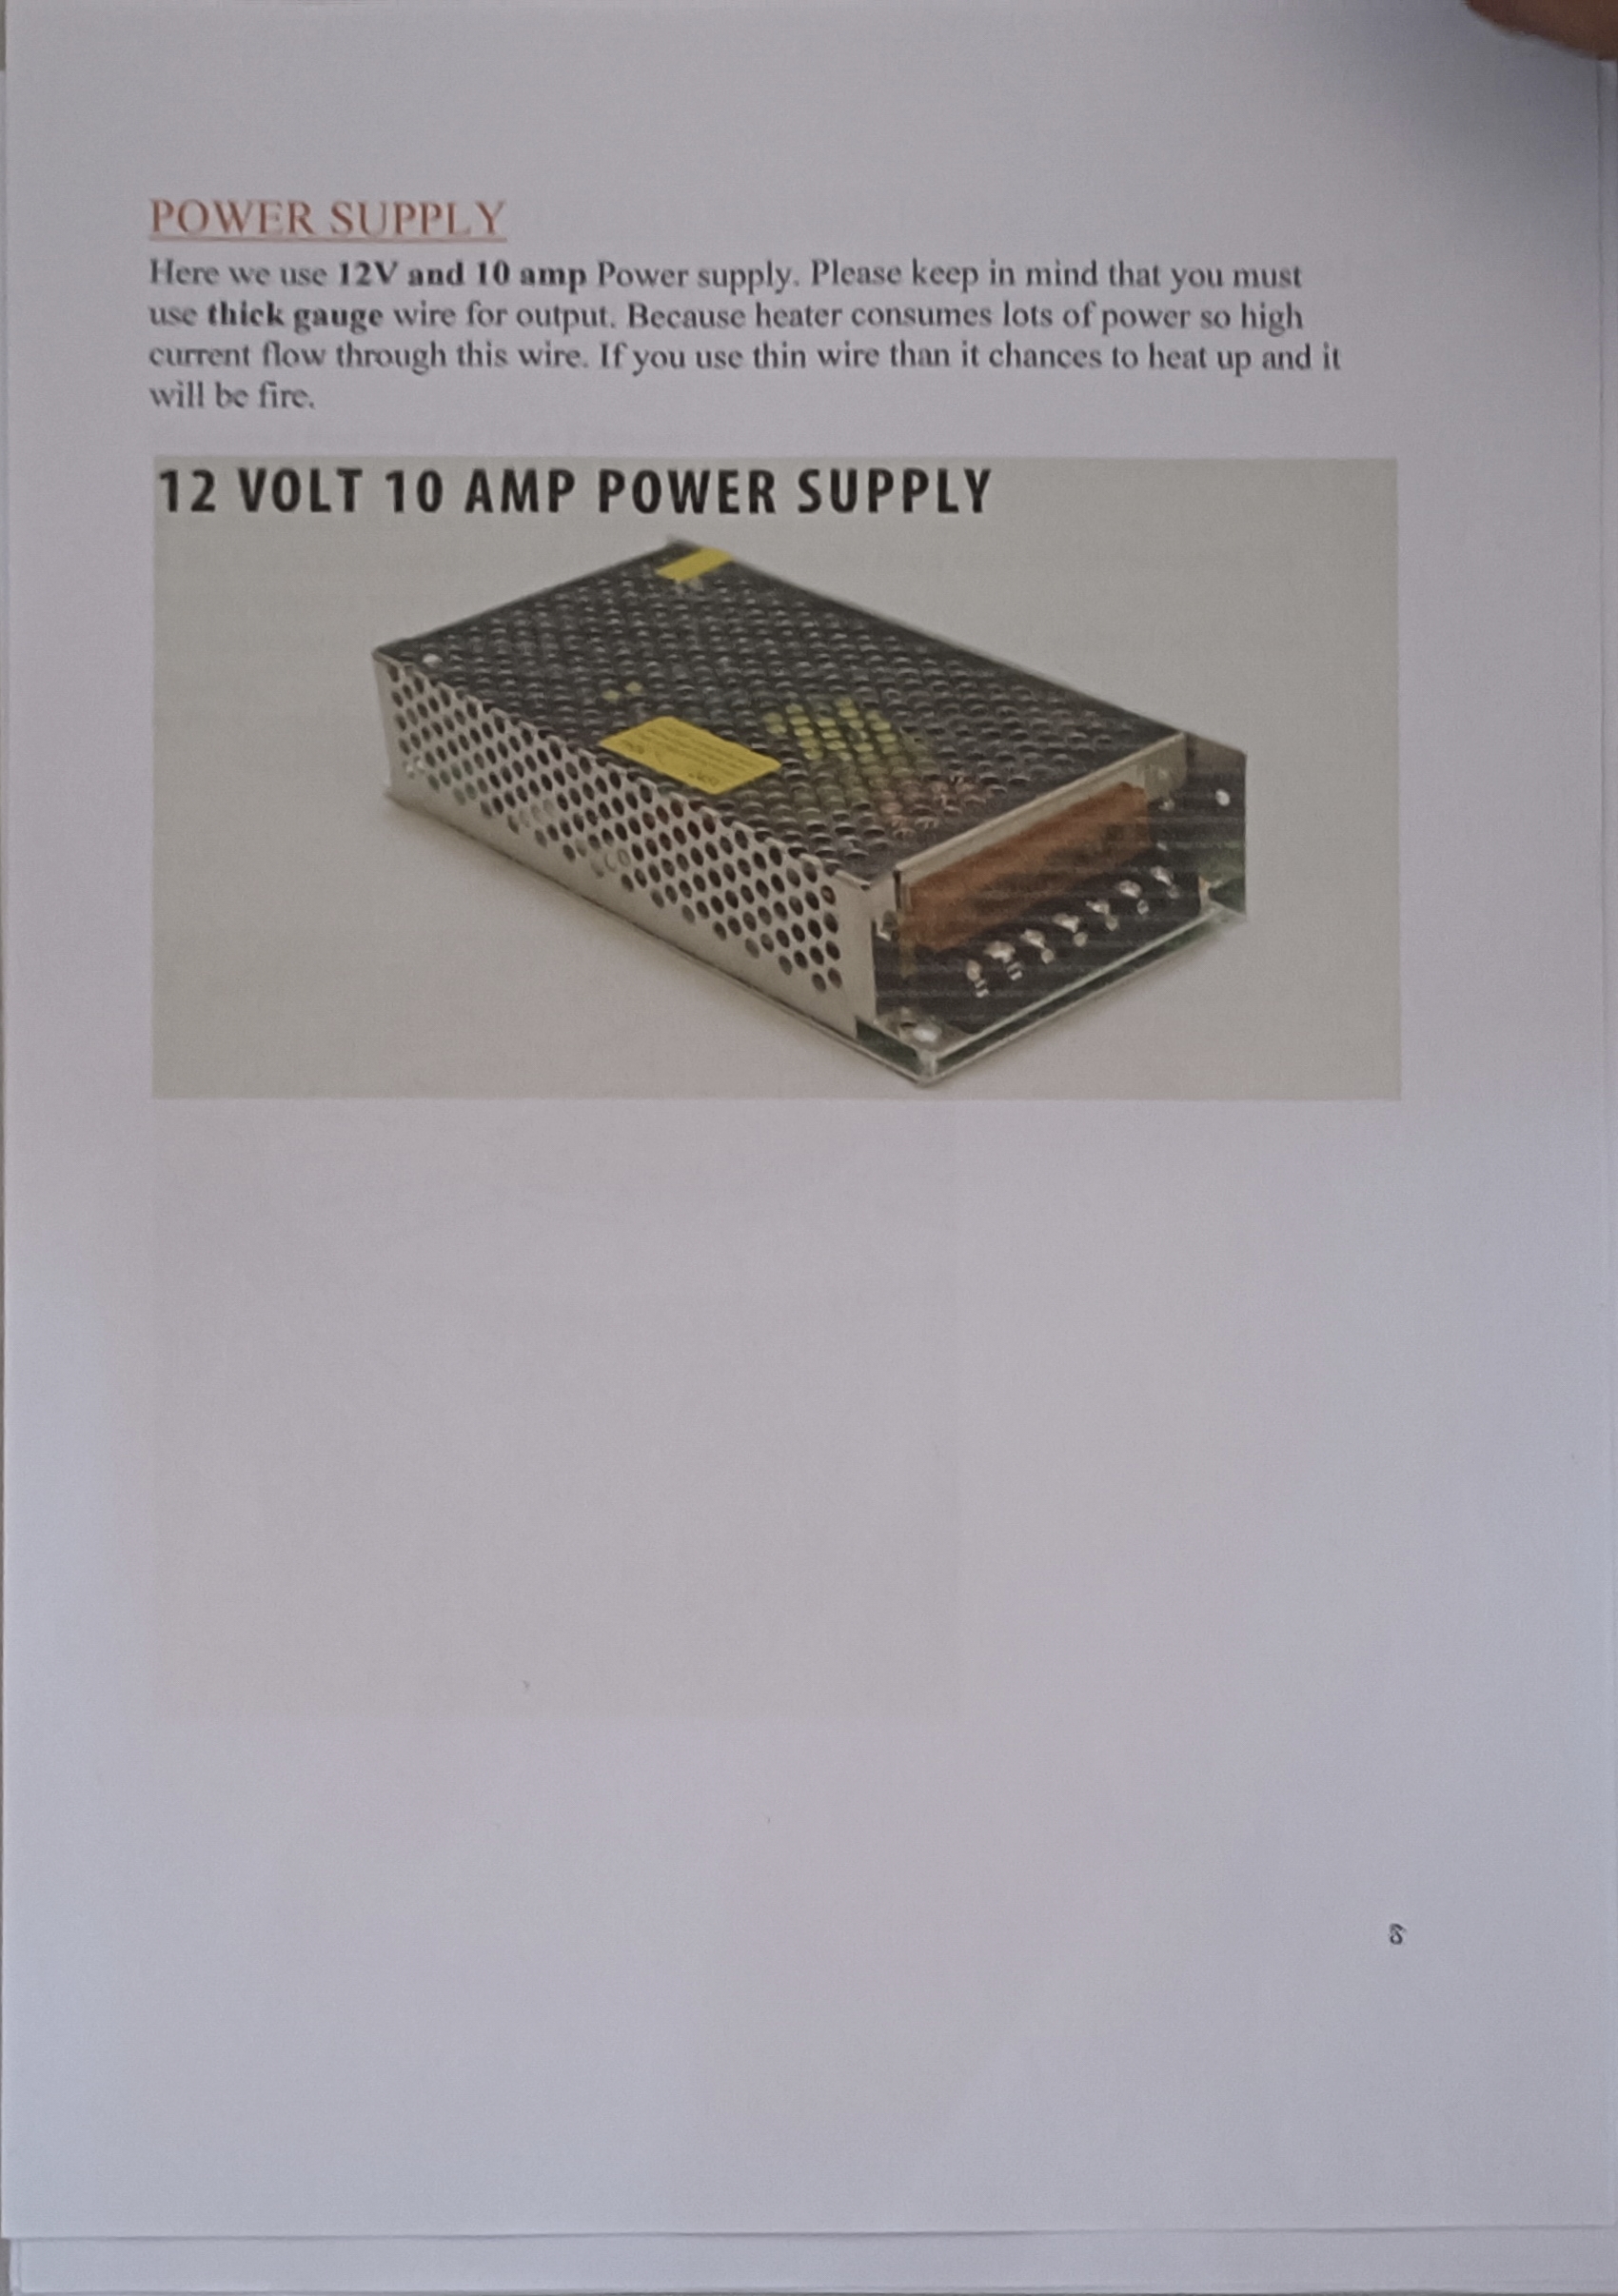 POWER SUPPLY
Here we use 12V and 10 amp Power supply. Please keep in mind that you must
use thick gauge wire for output. Because heater consumes lots of power so high
current flow through this wire. If you use thin wire than it chances to heat up and it
will be fire.
12 VOLT 10 AMP POWER SUPPLY